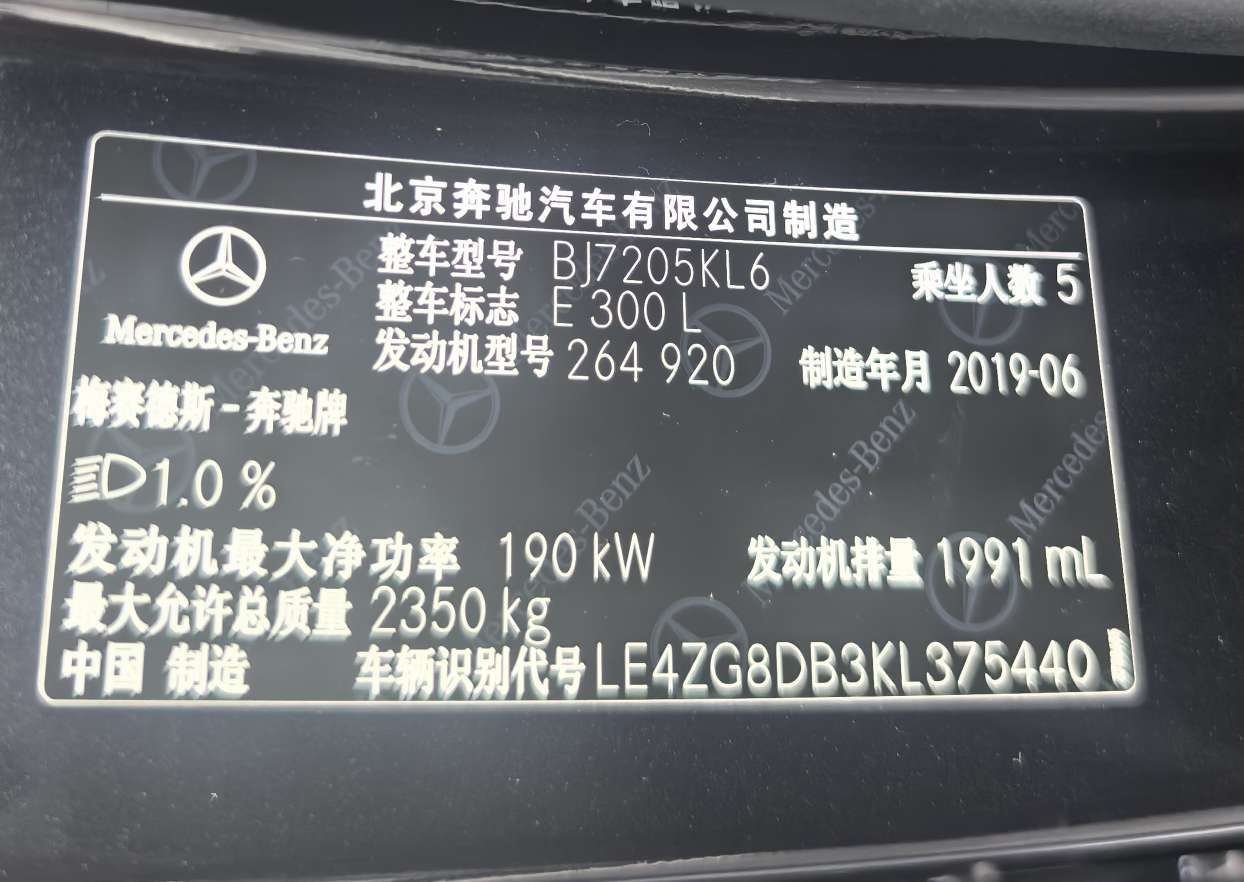 北京奔驰汽车有限公司制造
整车型号 BJ7205KL6 乘坐人数 5
整车标志 E 300 L
发动机型号 264 920 制造年月 2019-06
Mercedes-Benz
梅赛德斯-奔驰牌
1.0 %
发动机最大净功率 190 kW 发动机排量 1991 mL
最大允许总质量 2350 kg
中国 制造 车辆识别代号 LE4ZG8DB3KL375440